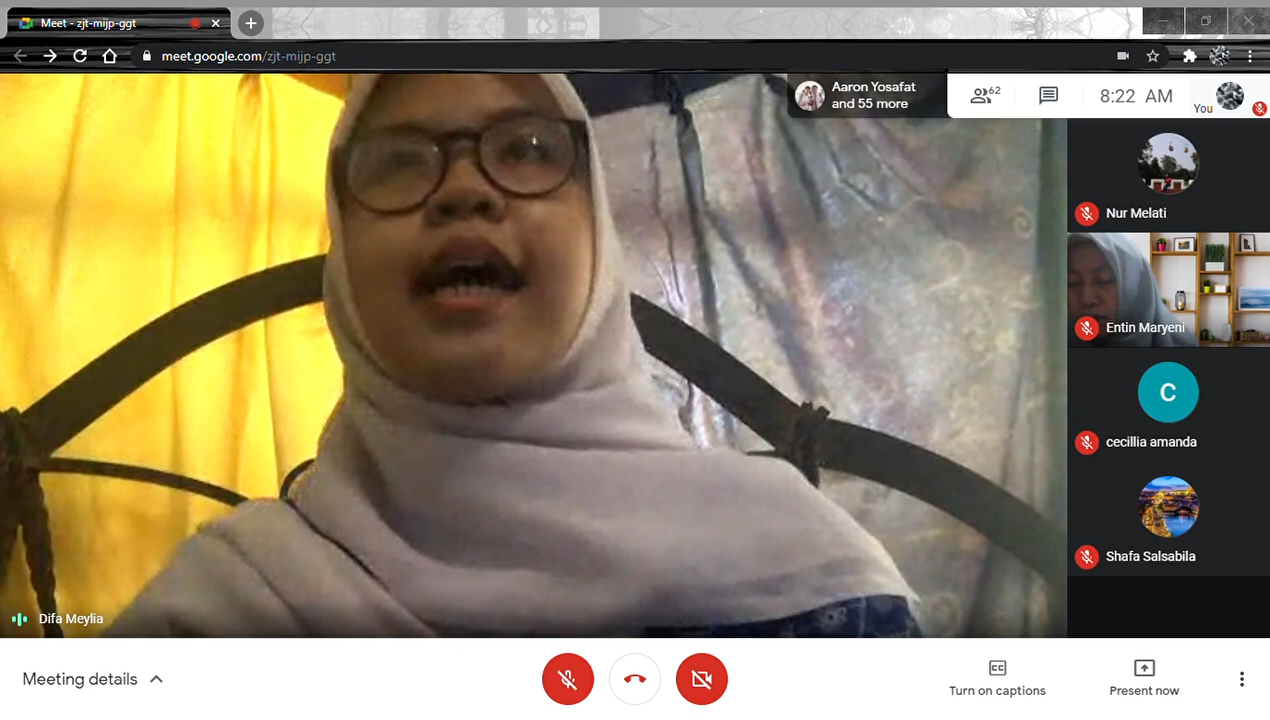 Meet - zjt-mijp-ggt
meet.google.com/zjt-mijp-ggt
Aaron Yosafat
and 55 more
62
8:22 AM
You
Nur Melati
Entin Maryeni
C
cecillia amanda
Shafa Salsabila
Difa Meylia
Meeting details
CC
Turn on captions
Present now